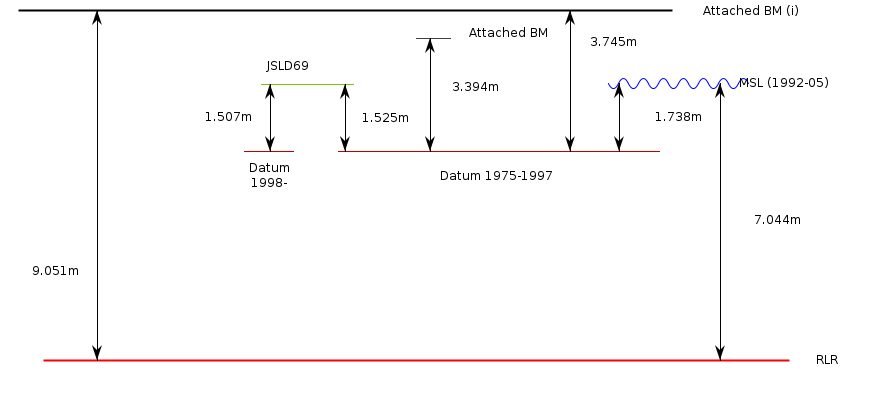 Attached BM (i)
Attached BM
3.745m
JSLD69
3.394m
MSL (1992-05)
1.507m
1.525m
1.738m
Datum
1998-
Datum 1975-1997
7.044m
9.051m
RLR